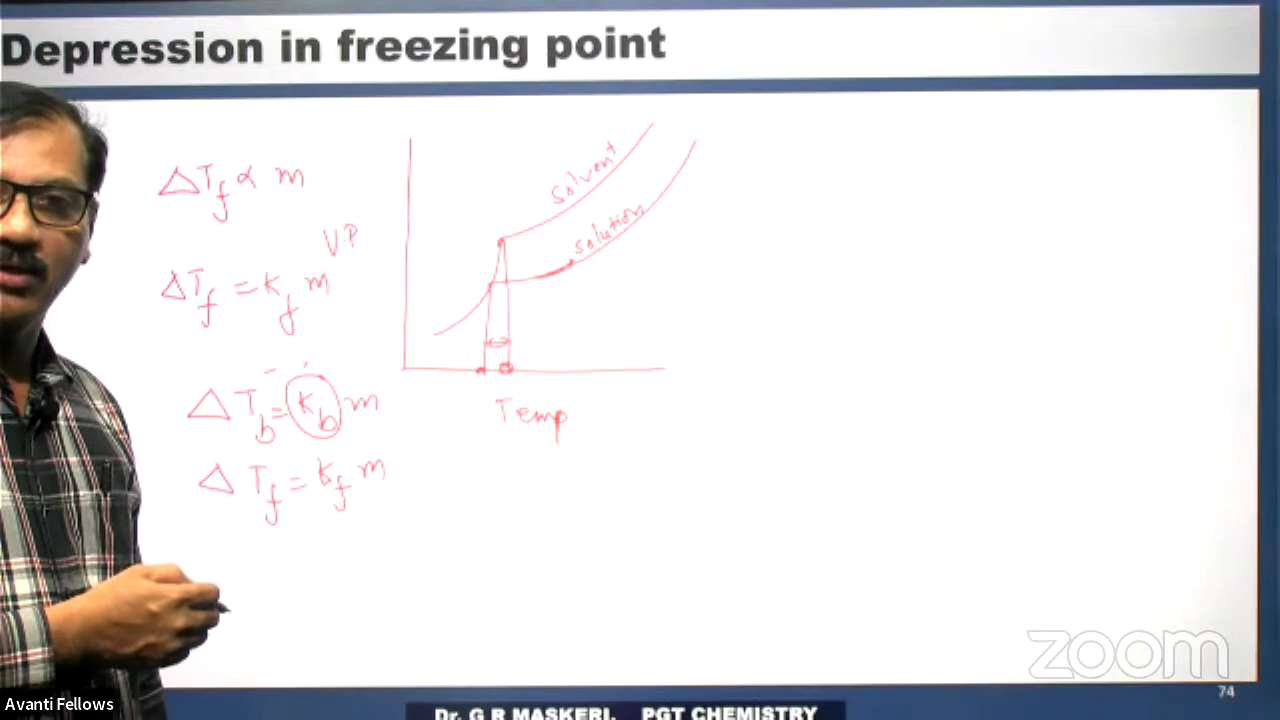 Depression in freezing point
ΔTf ∝ m
VP
ΔTf = Kf m
ΔTb = Kb m
ΔTf = Kf m
solvent
solution
Temp
zoom
74
Avanti Fellows
Dr. G R MASKERI, PGT CHEMISTRY